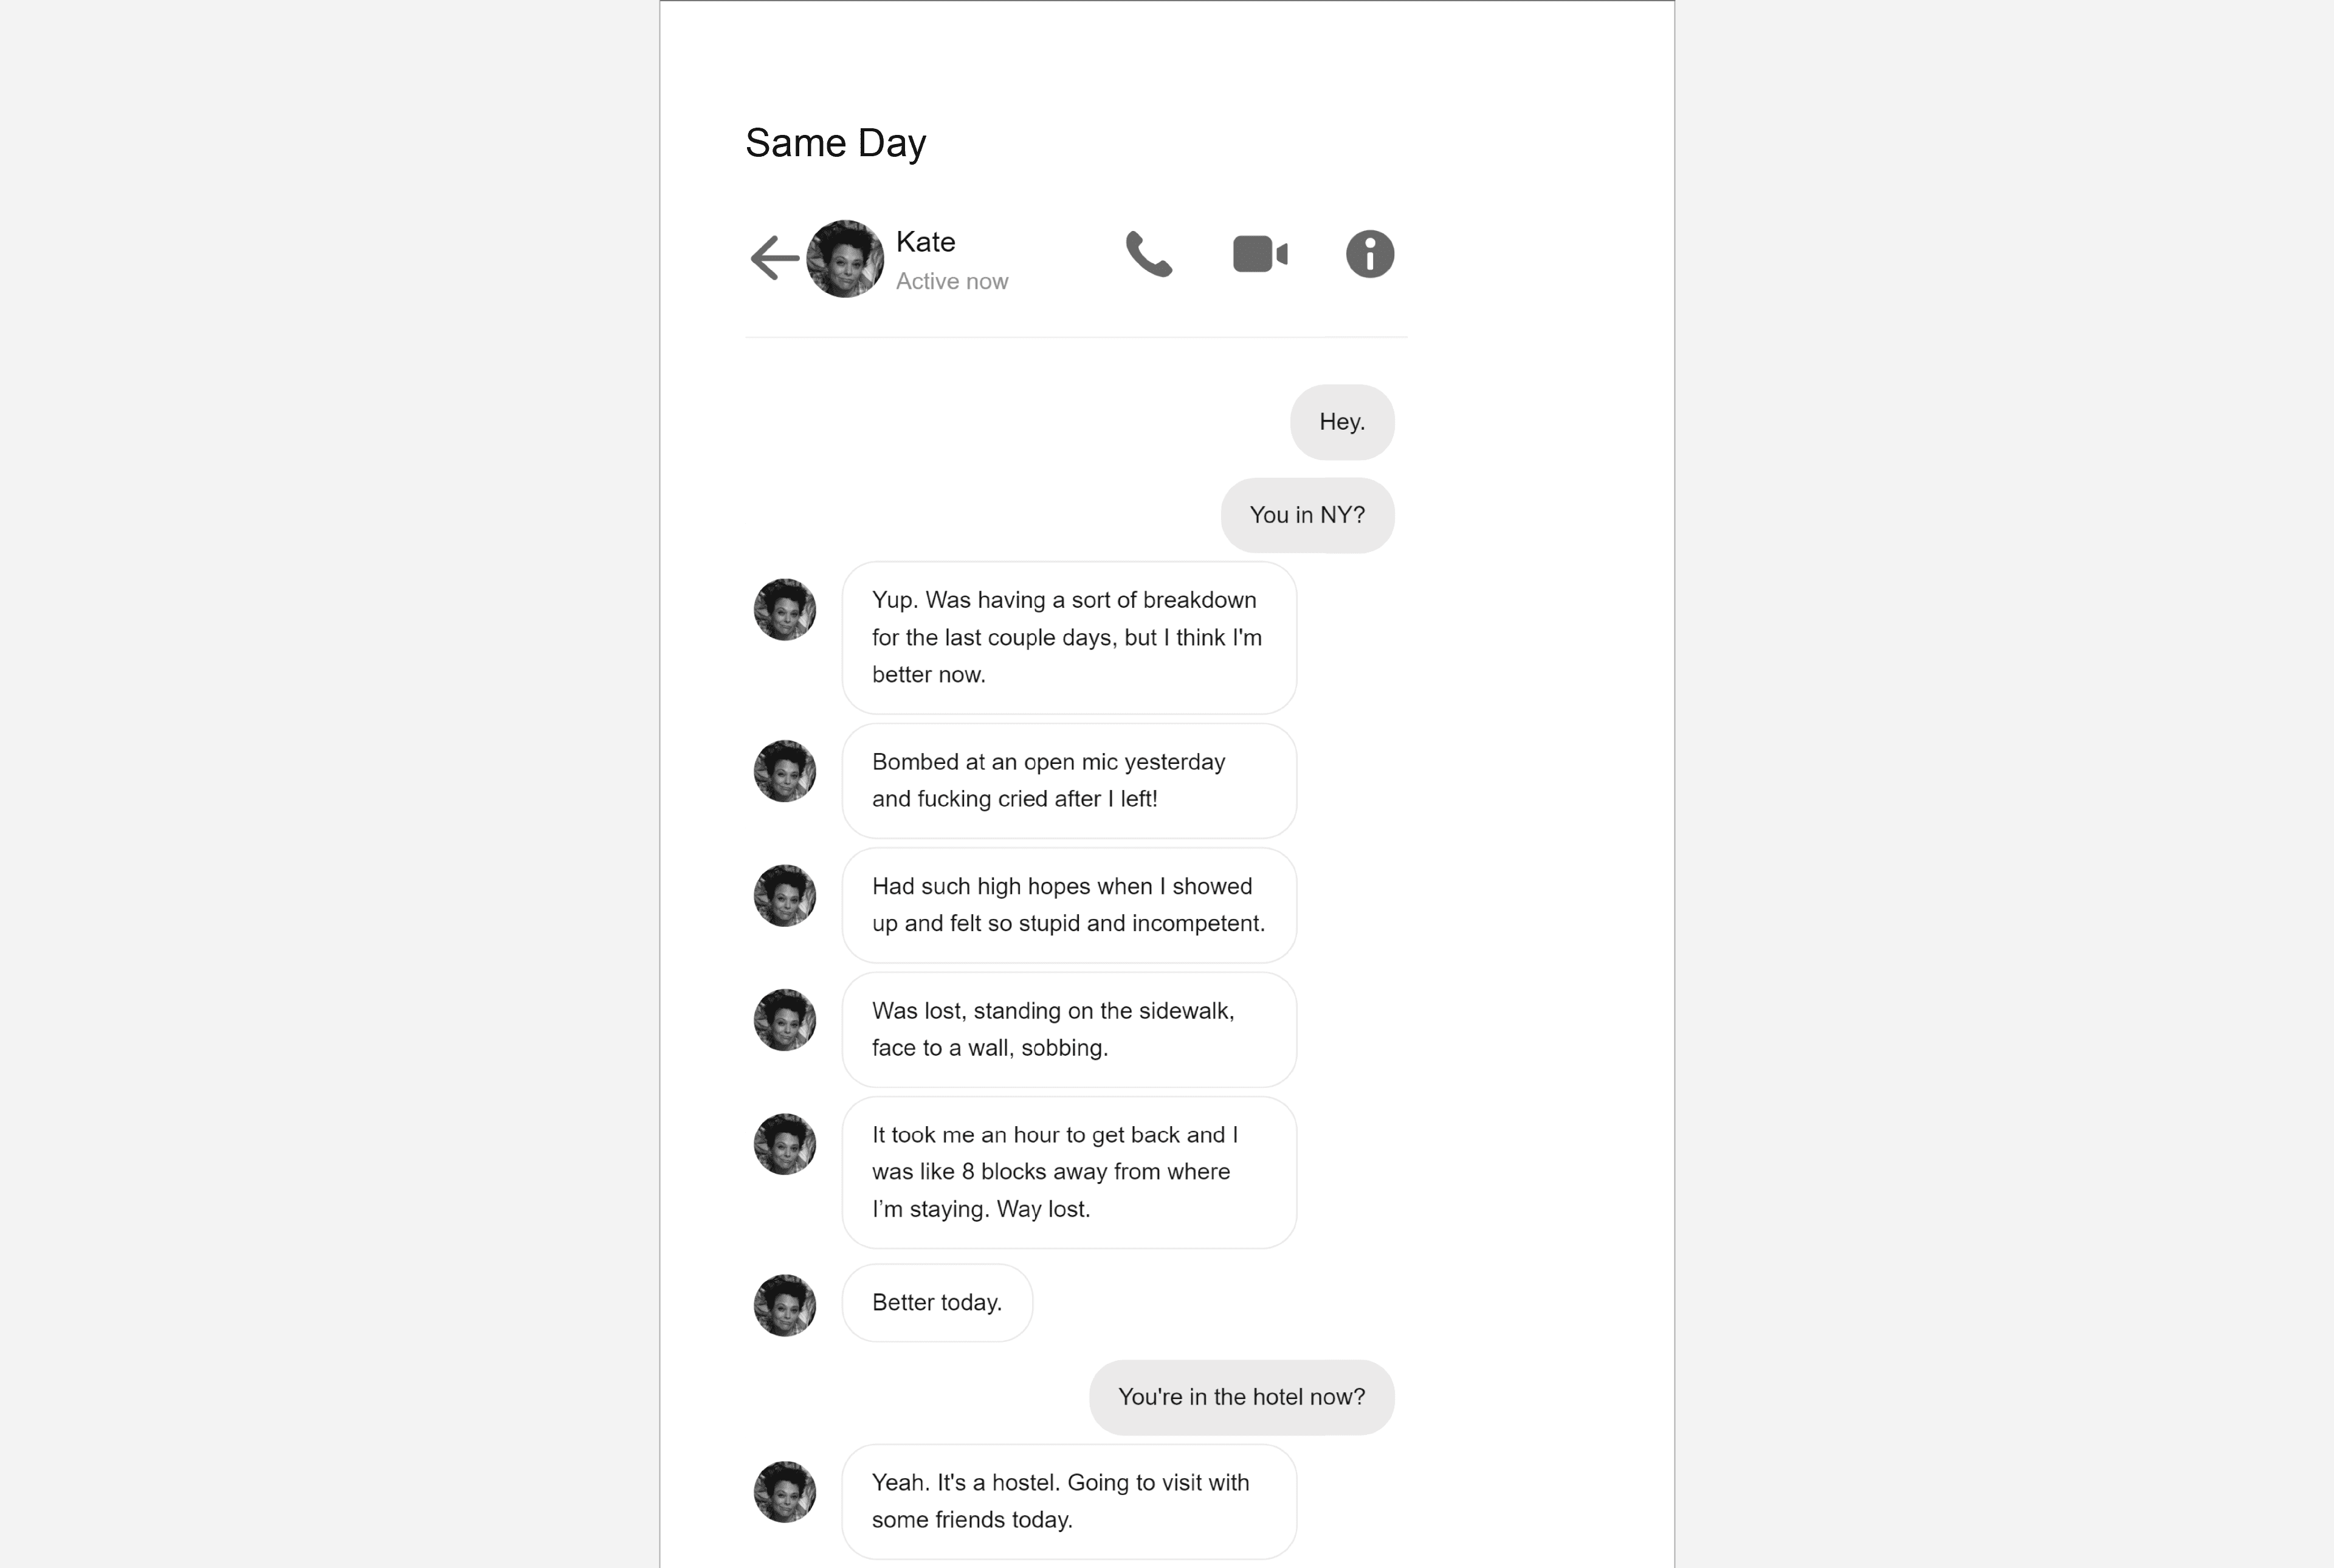 Same Day
Kate
Active now
Hey.
You in NY?
Yup. Was having a sort of breakdown
for the last couple days, but I think I'm
better now.
Bombed at an open mic yesterday
and fucking cried after I left!
Had such high hopes when I showed
up and felt so stupid and incompetent.
Was lost, standing on the sidewalk,
face to a wall, sobbing.
It took me an hour to get back and I
was like 8 blocks away from where
I’m staying. Way lost.
Better today.
You're in the hotel now?
Yeah. It's a hostel. Going to visit with
some friends today.